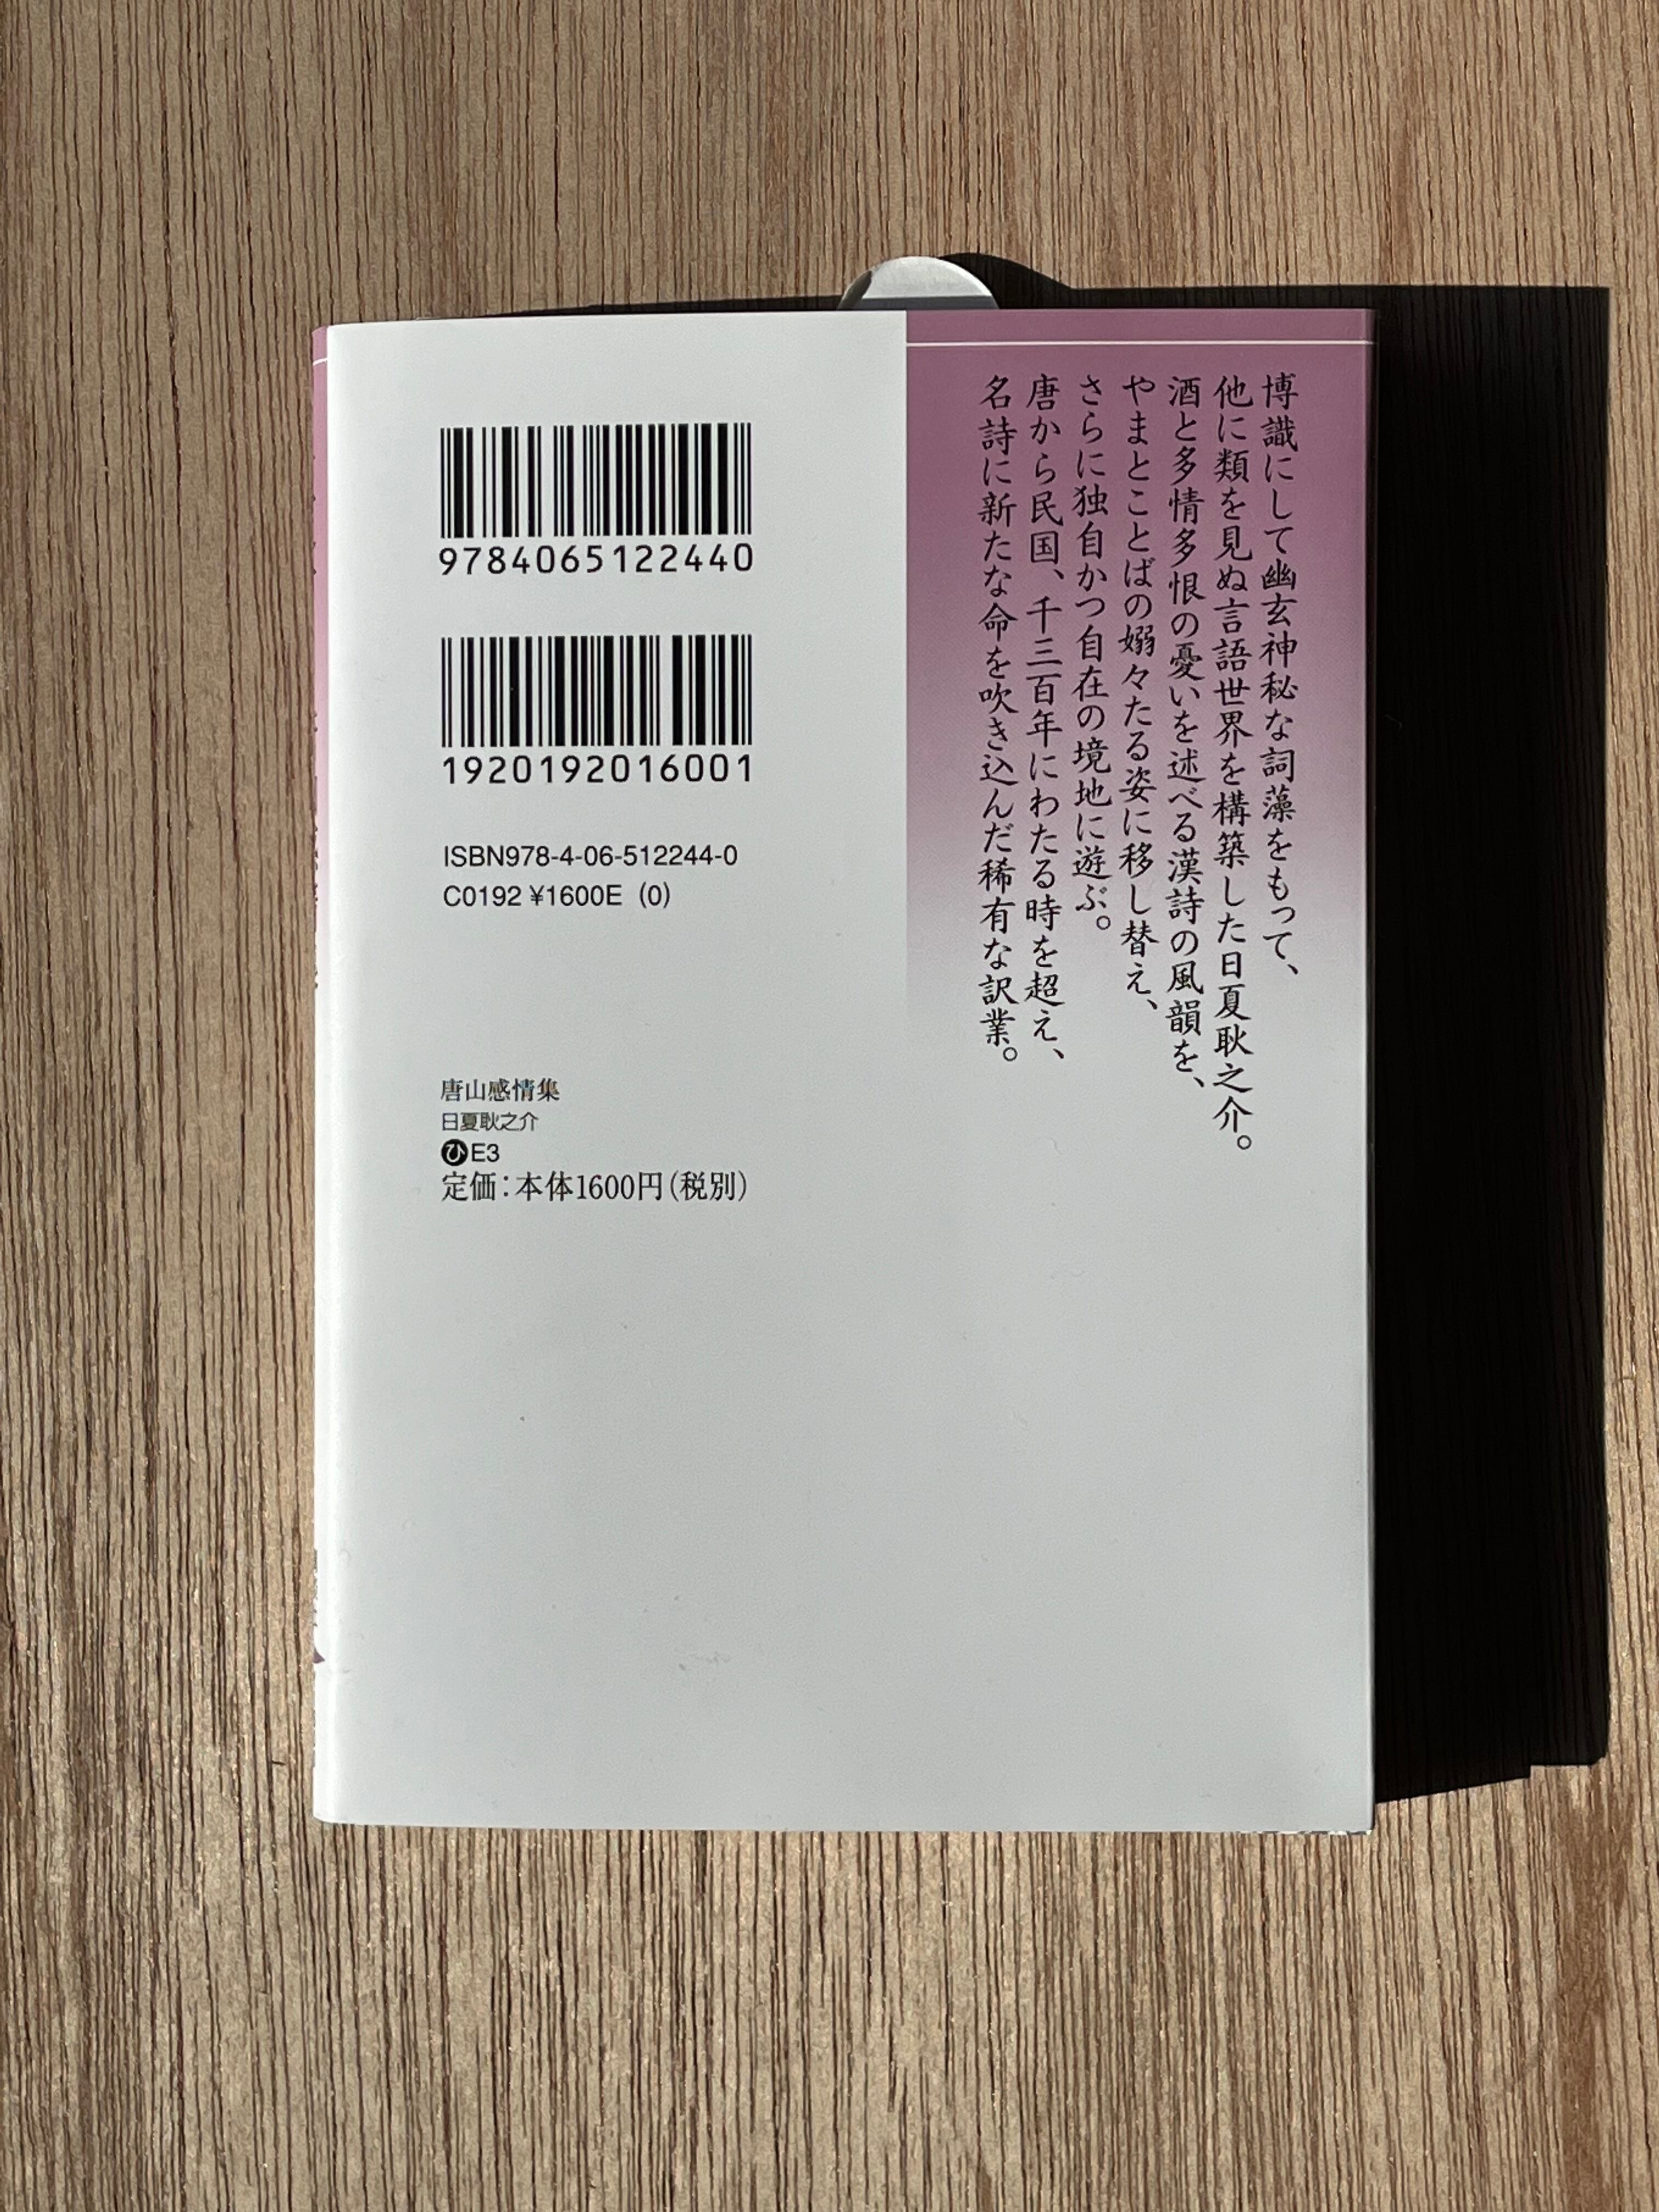 博識にして幽玄神秘な詞藻をもって、
他に類を見ぬ言語世界を構築した日夏耿之介。
酒と多情多恨の憂いを述べる漢詩の風韻を、
やまとことばの嫋々たる姿に移し替え、
さらに独自かつ自在の境地に遊ぶ。
唐から民国、千三百年にわたる時を超え、
名詩に新たな命を吹き込んだ稀有な訳業。
9784065122440
1920192016001
ISBN978-4-06-512244-0
C0192 ¥1600E (0)
唐山感情集
日夏耿之介
ひE3
定価:本体1600円(税別)